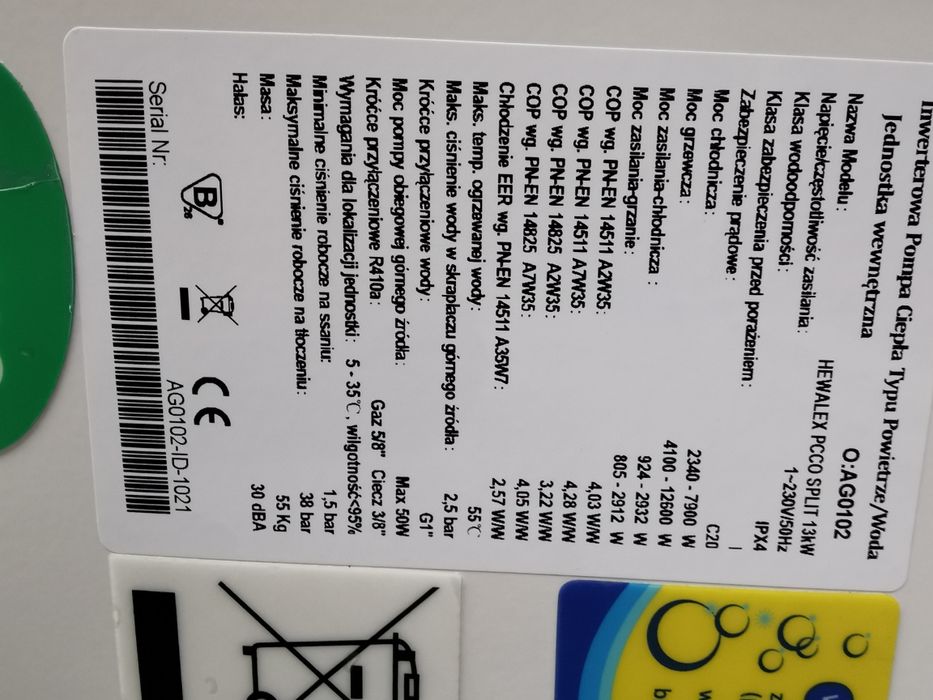 Inwerterowa Pompa Ciepła Typu Powietrze/Woda
Jednostka wewnętrzna
O:AG0102
Nazwa Modelu : HEWALEX PCCO SPLIT 13kW
Napięcie/częstotliwość zasilania : 1~230V/50Hz
Klasa wodoodporności : IPX4
Klasa zabezpieczenia przed porażeniem : I
Zabezpieczenie prądowe : C20
Moc chłodnicza : 2340 - 7900 W
Moc grzewcza : 4100 - 12600 W
Moc zasilania-chłodnicza : 924 - 2932 W
Moc zasilania-grzanie : 805 - 2912 W
COP wg. PN-EN 14511 A2W35: 4,03 W/W
COP wg. PN-EN 14511 A7W35 : 4,28 W/W
COP wg. PN-EN 14825 A2W35 : 3,22 W/W
COP wg. PN-EN 14825 A7W35 : 4,05 W/W
Chłodzenie EER wg. PN-EN 14511 A35W7 : 2,57 W/W
Maks. temp. ogrzewanej wody : 55℃
Maks. ciśnienie wody w skraplaczu górnego źródła : 2,5 bar
Króćce przyłączeniowe wody : G1"
Moc pompy obiegowej górnego źródła : Max 50W
Króćce przyłączeniowe R410a: Gaz 5/8" Ciecz 3/8"
Wymagania dla lokalizacji jednostki : 5 - 35℃, wilgotność<95%
Minimalne ciśnienie robocze na ssaniu: 1,5 bar
Maksymalne ciśnienie robocze na tłoczeniu : 38 bar
Masa : 55 Kg
Hałas: 30 dBA
B
CE
Serial Nr: AG0102-ID-1021